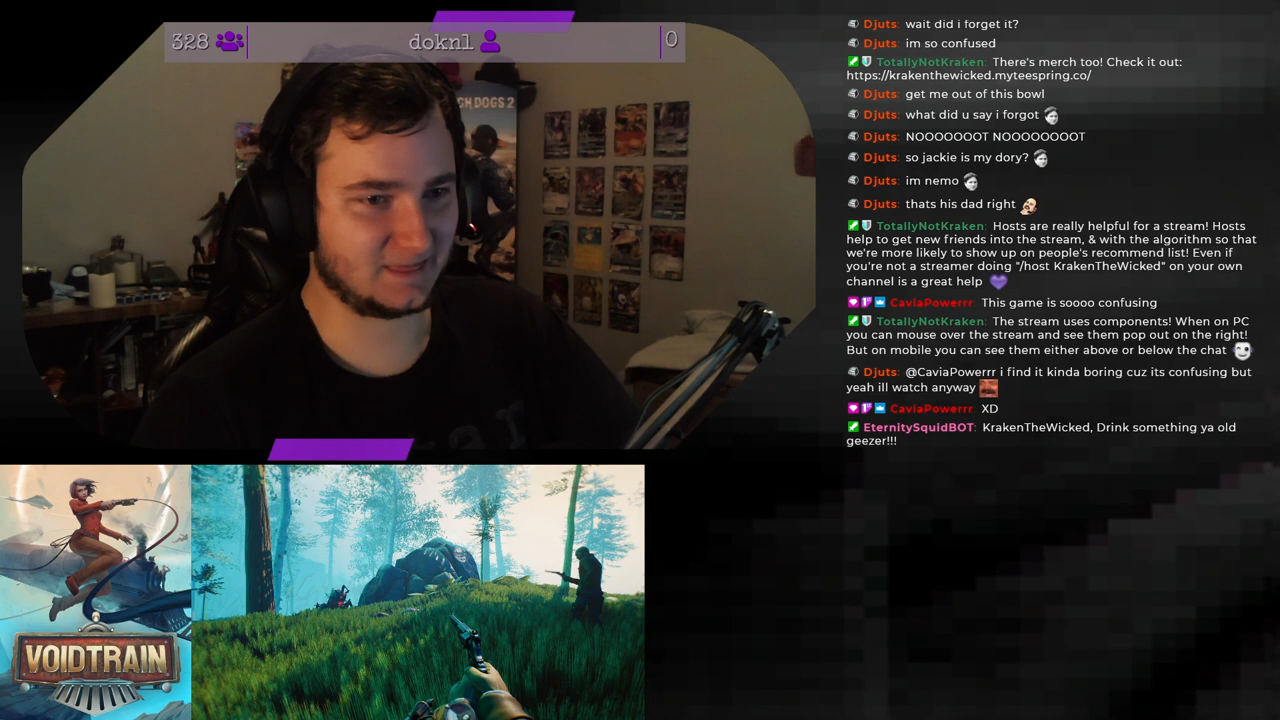 328
doknl
0
CH_DOGS 2
Djuts: wait did i forget it?
Djuts: im so confused
TotallyNotKraken: There's merch too! Check it out:
https://krakenthewicked.myteespring.co/
Djuts: get me out of this bowl
Djuts: what did u say i forgot
Djuts: NOOOOOOOT NOOOOOOOOT
Djuts: so jackie is my dory?
Djuts: im nemo
Djuts: thats his dad right
TotallyNotKraken: Hosts are really helpful for a stream! Hosts
help to get new friends into the stream, & with the algorithm so that
we're more likely to show up on people's recommend list! Even if
you're not a streamer doing "/host KrakenTheWicked" on your own
channel is a great help
CaviaPowerrr: This game is soooo confusing
TotallyNotKraken: The stream uses components! When on PC
you can mouse over the stream and see them pop out on the right!
But on mobile you can see them either above or below the chat
Djuts: @CaviaPowerrr i find it kinda boring cuz its confusing but
yeah ill watch anyway
CaviaPowerrr: XD
EternitySquidBOT: KrakenTheWicked, Drink something ya old
geezer!!!
VOIDTRAIN